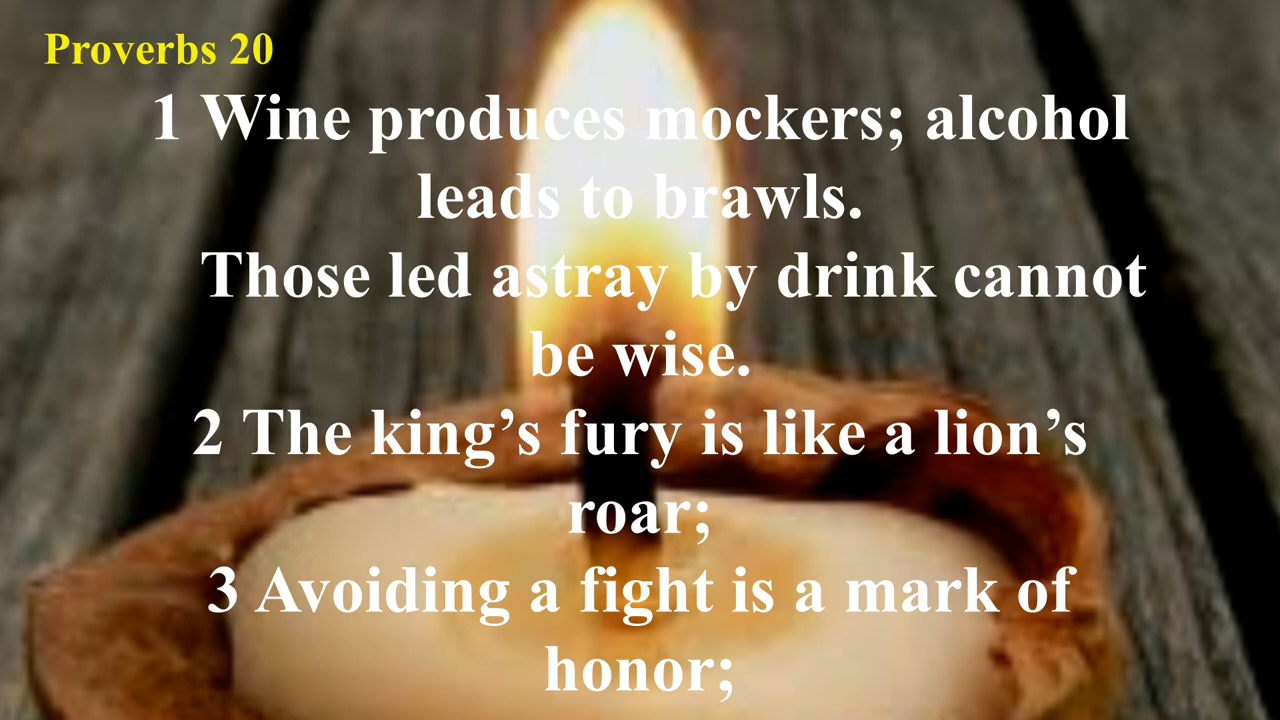 Proverbs 20
1 Wine produces mockers; alcohol
leads to brawls.
Those led astray by drink cannot
be wise.
2 The king’s fury is like a lion’s
roar;
3 Avoiding a fight is a mark of
honor;